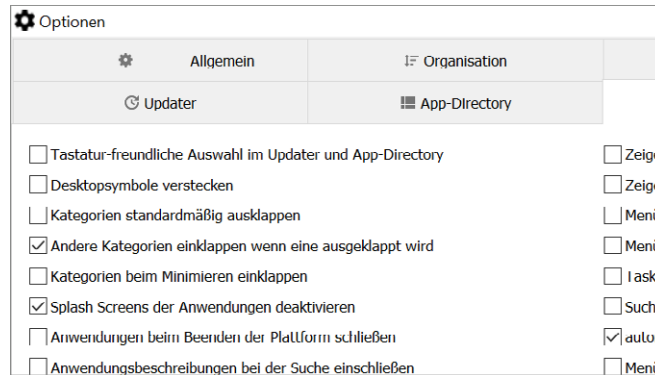 Optionen
Allgemein
Organisation
Updater
App-Directory
Tastatur-freundliche Auswahl im Updater und App-Directory
Desktopsymbole verstecken
Kategorien standardmäßig ausklappen
Andere Kategorien einklappen wenn eine ausgeklappt wird
Kategorien beim Minimieren einklappen
Splash Screens der Anwendungen deaktivieren
Anwendungen beim Beenden der Plattform schließen
Anwendungsbeschreibungen bei der Suche einschließen